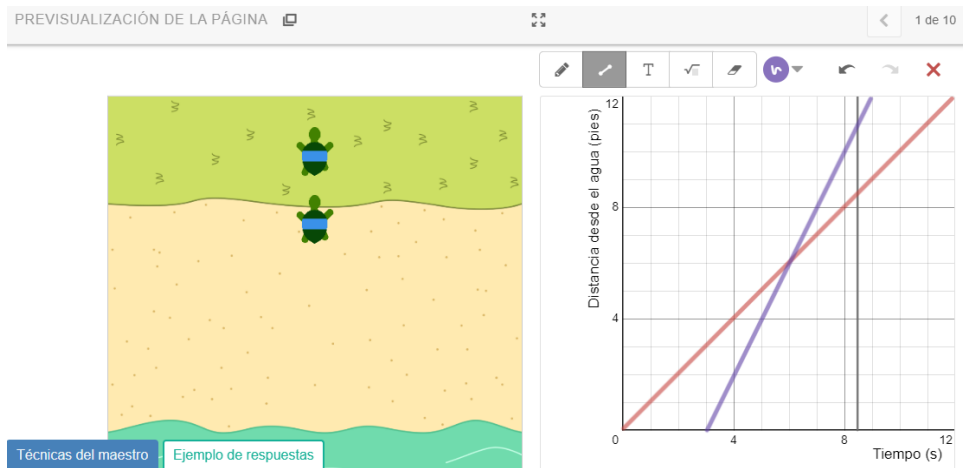 PREVISUALIZACIÓN DE LA PÁGINA
1 de 10
T
√
Distancia desde el agua (pies)
12
8
4
0
4
8
12
Tiempo (s)
Técnicas del maestro
Ejemplo de respuestas